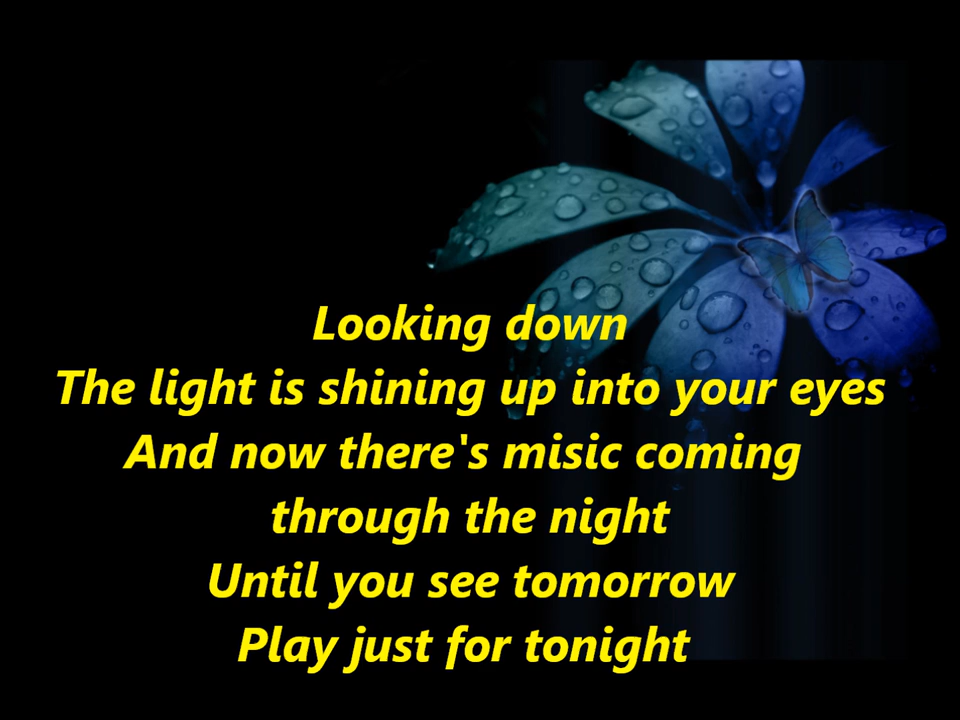 Looking down
The light is shining up into your eyes
And now there's misic coming
through the night
Until you see tomorrow
Play just for tonight